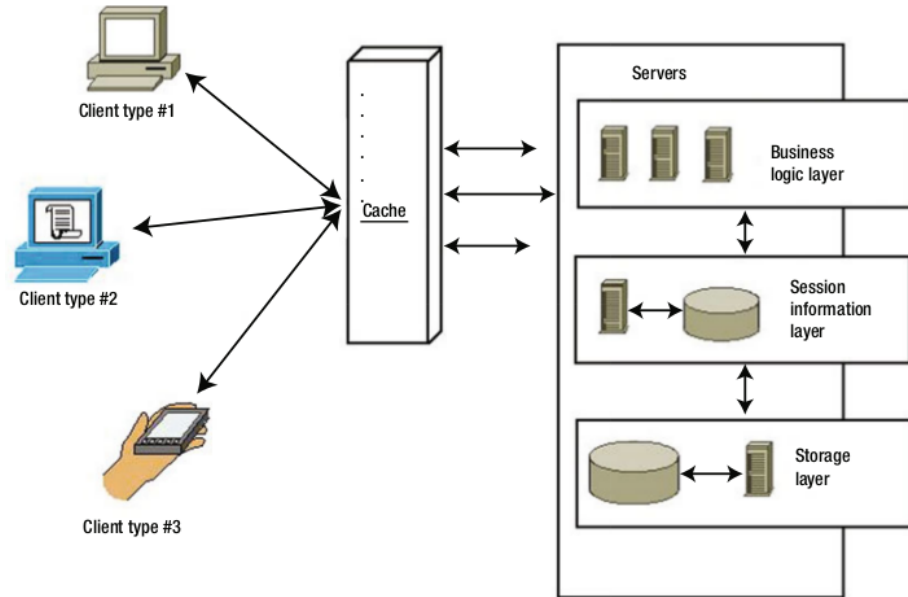 Client type #1
Client type #2
Client type #3
Cache
Servers
Business
logic layer
Session
information
layer
Storage
layer